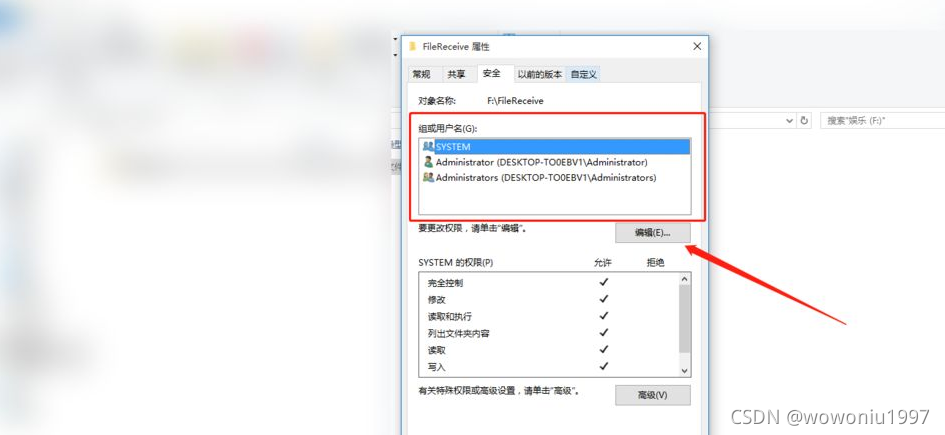 FileReceive 属性
常规 共享 安全 以前的版本 自定义
对象名称: F:\FileReceive
搜索"娱乐 (F:)"
组或用户名(G):
SYSTEM
Administrator (DESKTOP-TO0EBV1\Administrator)
Administrators (DESKTOP-TO0EBV1\Administrators)
要更改权限，请单击"编辑"。
编辑(E)...
SYSTEM 的权限(P) 允许 拒绝
完全控制
修改
读取和执行
列出文件夹内容
读取
写入
有关特殊权限或高级设置，请单击"高级"。
高级(V)
CSDN @wowoniu1997